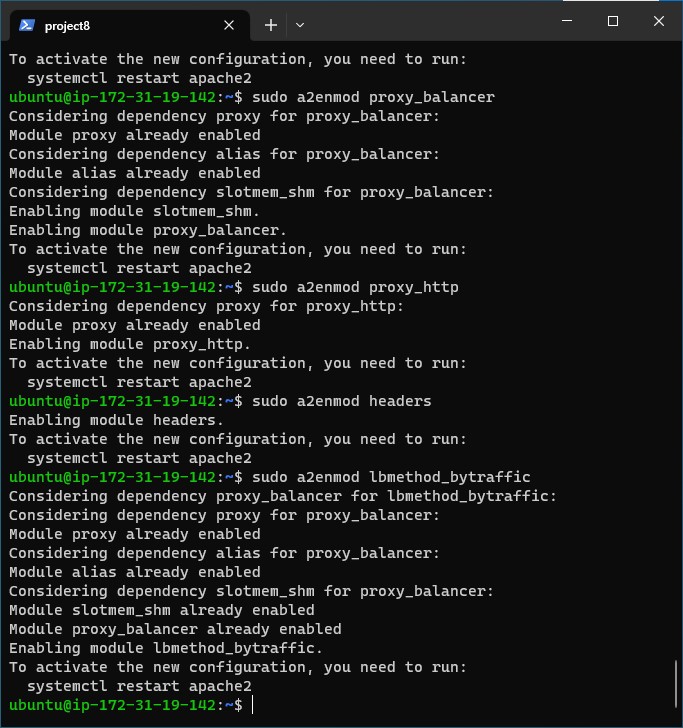 project8
To activate the new configuration, you need to run:
  systemctl restart apache2
ubuntu@ip-172-31-19-142:~$ sudo a2enmod proxy_balancer
Considering dependency proxy for proxy_balancer:
Module proxy already enabled
Considering dependency alias for proxy_balancer:
Module alias already enabled
Considering dependency slotmem_shm for proxy_balancer:
Enabling module slotmem_shm.
Enabling module proxy_balancer.
To activate the new configuration, you need to run:
  systemctl restart apache2
ubuntu@ip-172-31-19-142:~$ sudo a2enmod proxy_http
Considering dependency proxy for proxy_http:
Module proxy already enabled
Enabling module proxy_http.
To activate the new configuration, you need to run:
  systemctl restart apache2
ubuntu@ip-172-31-19-142:~$ sudo a2enmod headers
Enabling module headers.
To activate the new configuration, you need to run:
  systemctl restart apache2
ubuntu@ip-172-31-19-142:~$ sudo a2enmod lbmethod_bytraffic
Considering dependency proxy_balancer for lbmethod_bytraffic:
Considering dependency proxy for proxy_balancer:
Module proxy already enabled
Considering dependency alias for proxy_balancer:
Module alias already enabled
Considering dependency slotmem_shm for proxy_balancer:
Module slotmem_shm already enabled
Module proxy_balancer already enabled
Enabling module lbmethod_bytraffic.
To activate the new configuration, you need to run:
  systemctl restart apache2
ubuntu@ip-172-31-19-142:~$